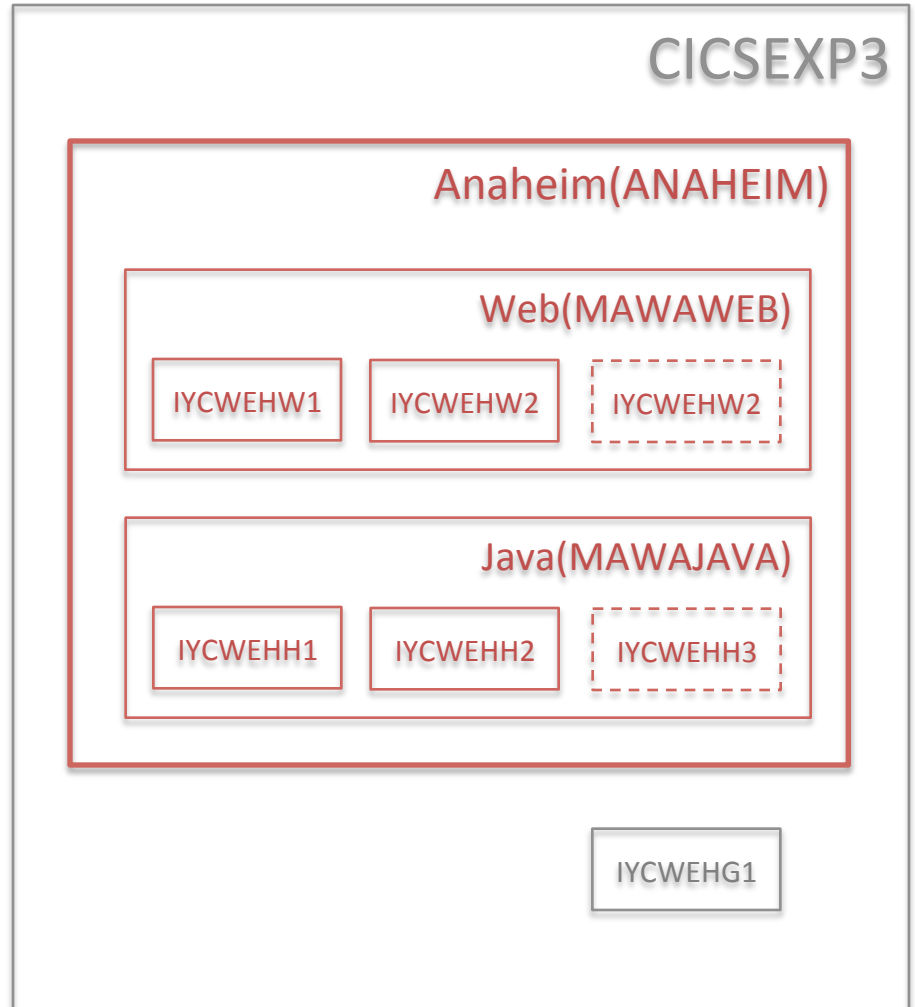 CICSEXP3
Anaheim(ANAHEIM)
Web(MAWAWEB)
IYCWEHW1 IYCWEHW2 IYCWEHW2
Java(MAWAJAVA)
IYCWEHH1 IYCWEHH2 IYCWEHH3
IYCWEHG1